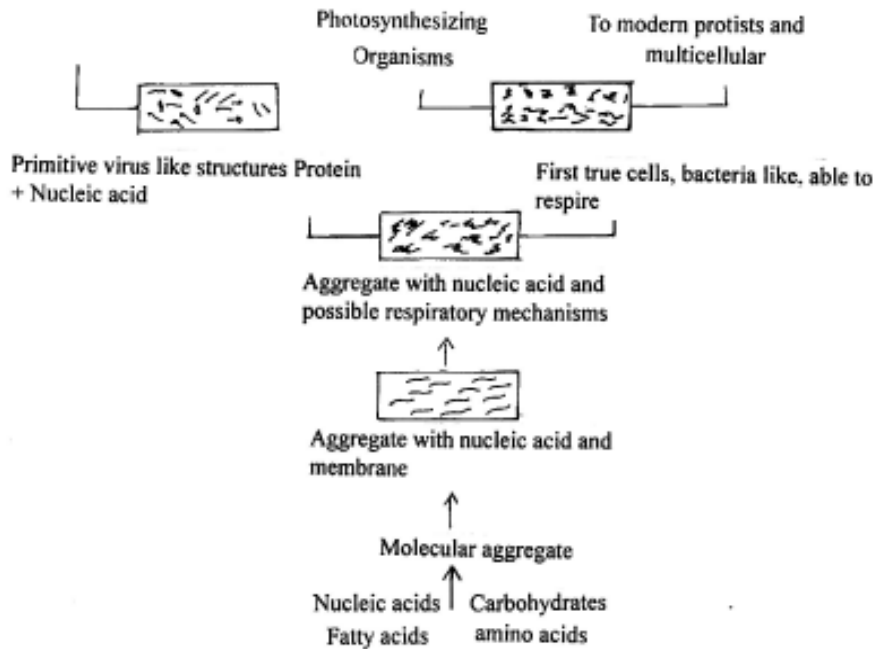 Photosynthesizing
Organisms
To modern protists and
multicellular
Primitive virus like structures Protein
+ Nucleic acid
First true cells, bacteria like, able to
respire
Aggregate with nucleic acid and
possible respiratory mechanisms
Aggregate with nucleic acid and
membrane
Molecular aggregate
Nucleic acids
Fatty acids
Carbohydrates
amino acids